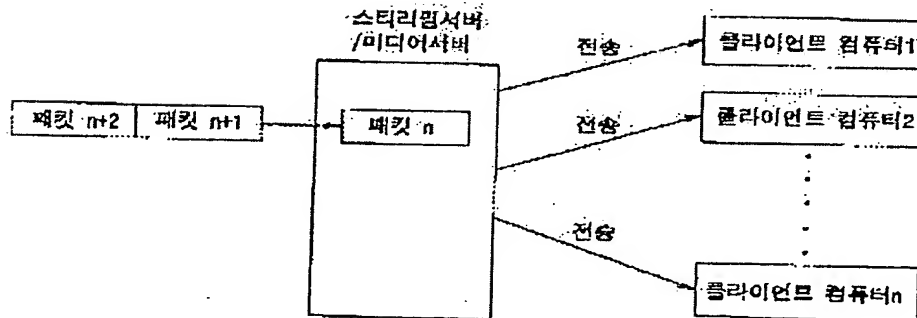 스트리밍서버
/미디어서버
전송
클라이언트 컴퓨터1
패킷 n+2
패킷 n+1
패킷 n
전송
클라이언트 컴퓨터2
전송
클라이언트 컴퓨터n